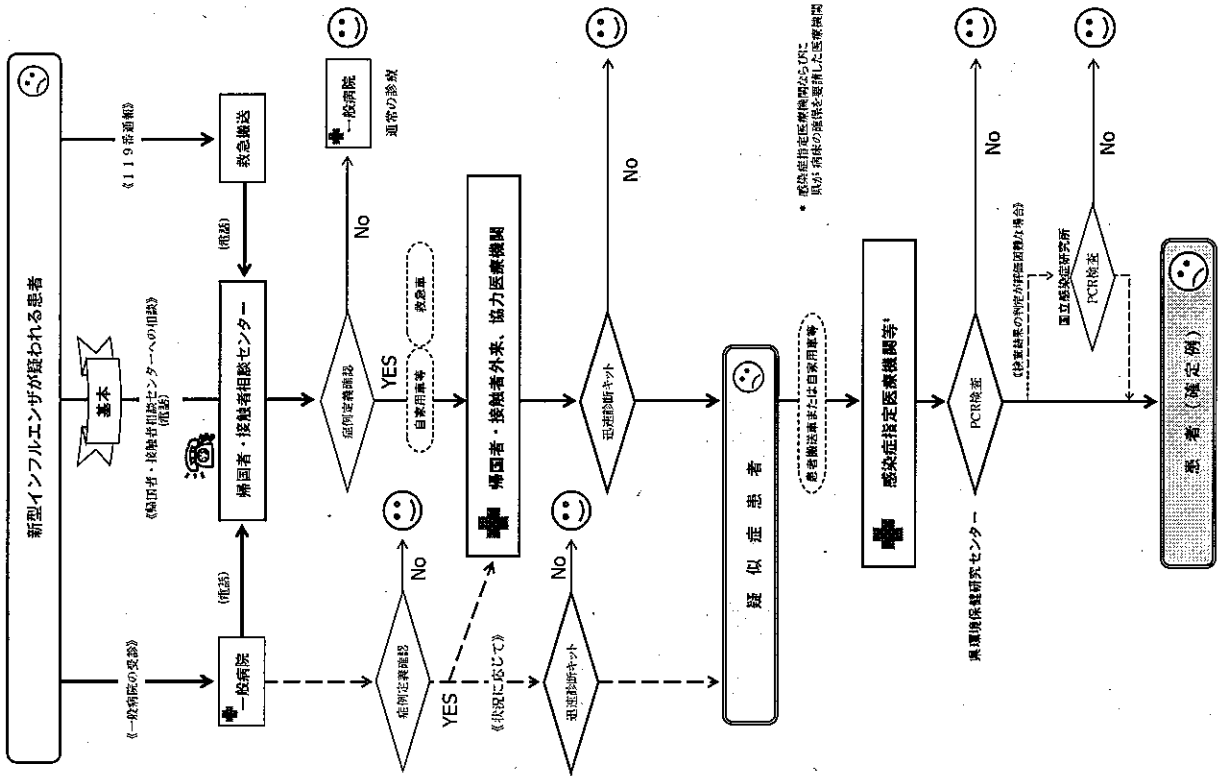 新型インフルエンザが疑われる患者
《一般病院の受診》
基本
《帰国者・接触者相談センターへの相談》
(電話)
《119番通報》
一般病院
(電話)
帰国者・接触者相談センター
(電話)
救急搬送
症例定義確認
No
YES
《状況に応じて》
迅速診断キット
No
症例定義確認
No
一般病院
通常の診療
YES
自家用車等
救急車
帰国者・接触者外来、協力医療機関
迅速診断キット
No
疑似症患者
患者搬送車または自家用車等
* 感染症指定医療機関ならびに
県が病床の確保を要請した医療機関
感染症指定医療機関等*
県環境保健研究センター
PCR検査
No
《検査結果の判定が評価困難な場合》
国立感染症研究所
PCR検査
No
患者(確定例)